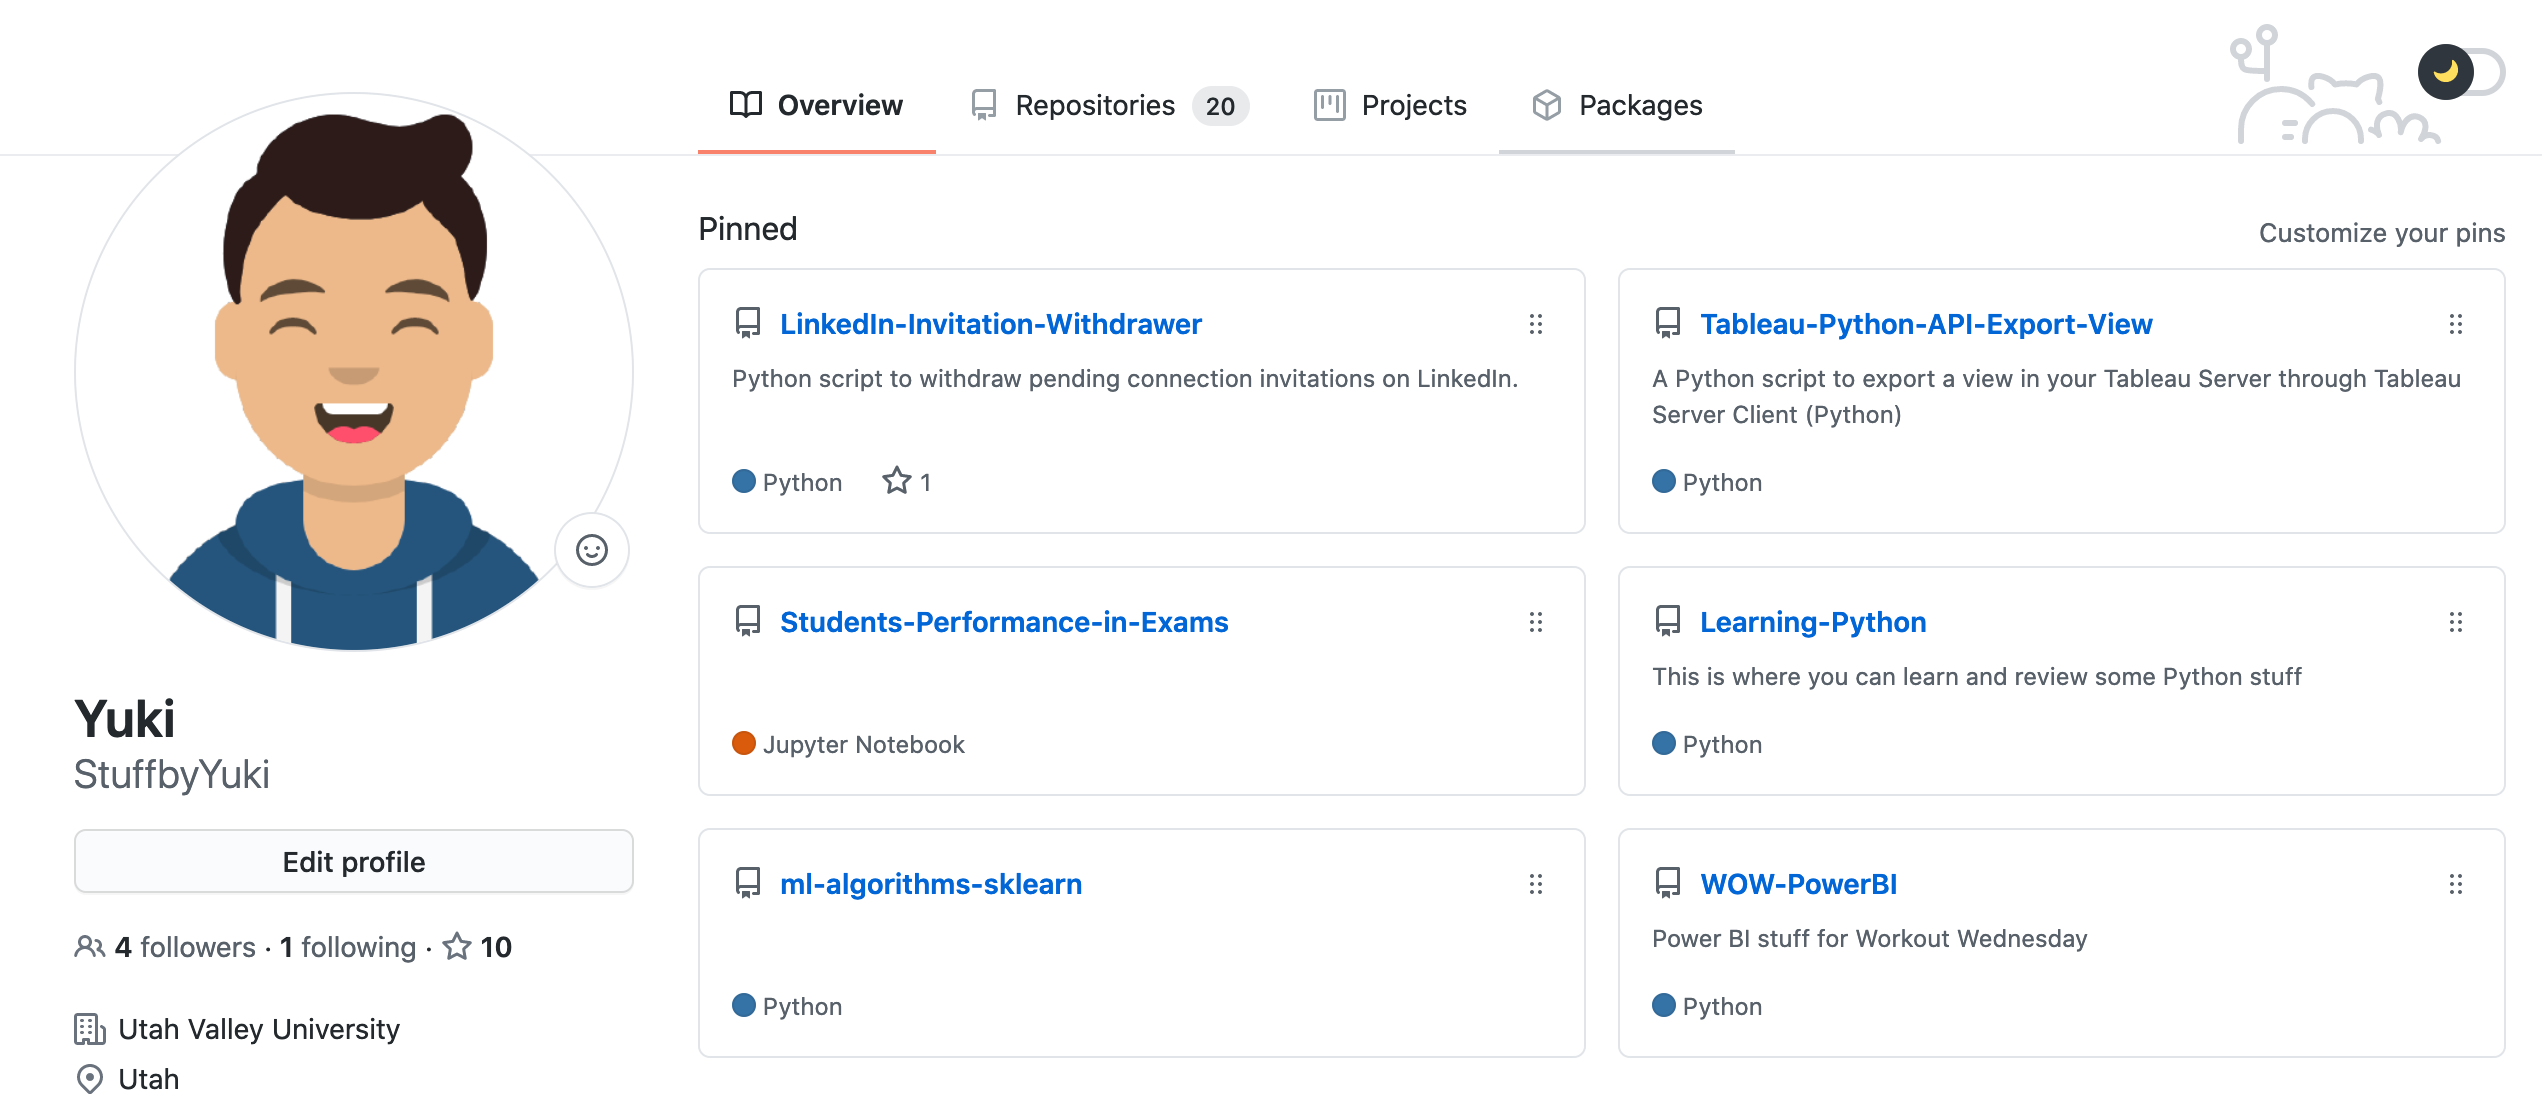 Overview
Repositories 20
Projects
Packages
Yuki
StuffbyYuki
Edit profile
4 followers · 1 following · 10
Utah Valley University
Utah
Pinned
Customize your pins
LinkedIn-Invitation-Withdrawer
Python script to withdraw pending connection invitations on LinkedIn.
Python 1
Tableau-Python-API-Export-View
A Python script to export a view in your Tableau Server through Tableau
Server Client (Python)
Python
Students-Performance-in-Exams
Jupyter Notebook
Learning-Python
This is where you can learn and review some Python stuff
Python
ml-algorithms-sklearn
Python
WOW-PowerBI
Power BI stuff for Workout Wednesday
Python